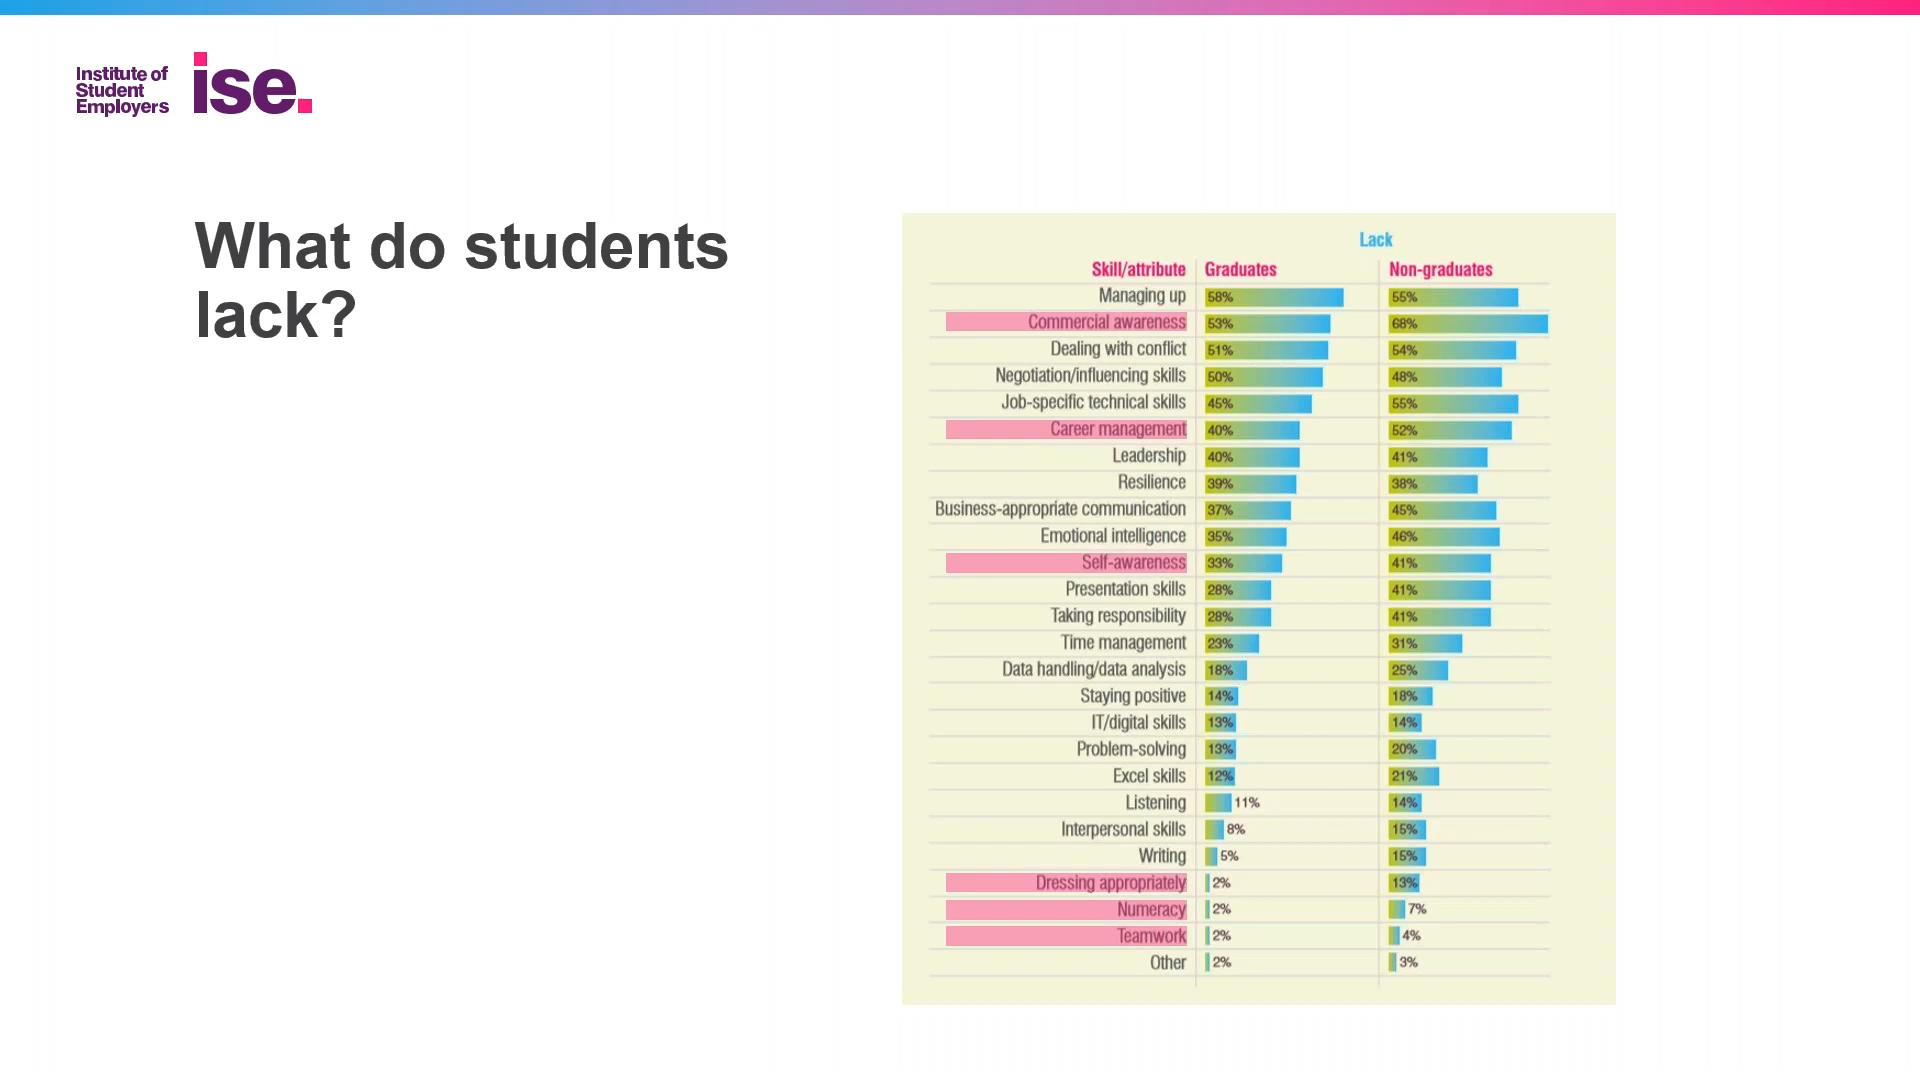 Institute of
Student
Employers
ise.
What do students
lack?
Lack
Skill/attribute Graduates Non-graduates
Managing up 58% 55%
Commercial awareness 53% 68%
Dealing with conflict 51% 54%
Negotiation/influencing skills 50% 48%
Job-specific technical skills 45% 55%
Career management 40% 52%
Leadership 40% 41%
Resilience 39% 38%
Business-appropriate communication 37% 45%
Emotional intelligence 35% 46%
Self-awareness 33% 41%
Presentation skills 28% 41%
Taking responsibility 28% 41%
Time management 23% 31%
Data handling/data analysis 18% 25%
Staying positive 14% 18%
IT/digital skills 13% 14%
Problem-solving 13% 20%
Excel skills 12% 21%
Listening 11% 14%
Interpersonal skills 8% 15%
Writing 5% 15%
Dressing appropriately 2% 13%
Numeracy 2% 7%
Teamwork 2% 4%
Other 2% 3%